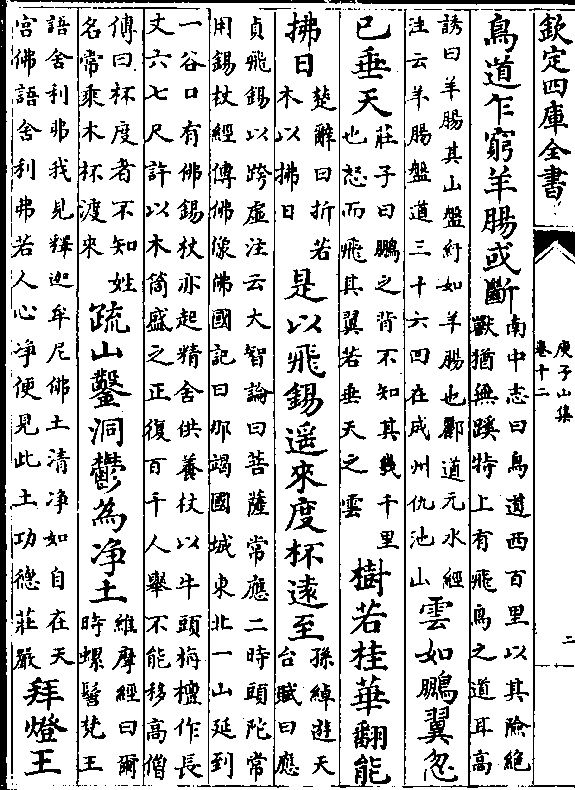 欽定四庫全書
庾子山集
卷十二
二
鳥道乍窮羊腸或斷
南中志曰鳥道西百里以其險絶
獸猶無蹊特上有飛鳥之道耳高
誘曰羊腸其山盤紆如羊腸也酈道元水經
注云羊腸盤道三十六回在成州仇池山
雲如鵬翼忽
已垂天
莊子曰鵬之背不知其幾千里
也怒而飛其翼若垂天之雲
樹若桂華翻能
拂日
楚辭曰折若
木以拂日
是以飛錫遥來度杯遠至
孫綽遊天
台賦曰應
貞飛錫以跨虛注云大智論曰菩薩常應二時頭陀常
用錫杖經傳佛像佛國記曰那竭國城東北一山延到
一谷口有佛錫杖亦起精舍供養杖以牛頭栴檀作長
丈六七尺許以木筒盛之正復百千人舉不能移高僧
傳曰杯度者不知姓
名常乘木杯渡來
疏山鑿洞鬱為净土
維摩經曰爾
時螺髻梵王
語舍利弗我見釋迦牟尼佛土清净如自在天
宮佛語舍利弗若人心净便見此土功德莊嚴
拜燈王